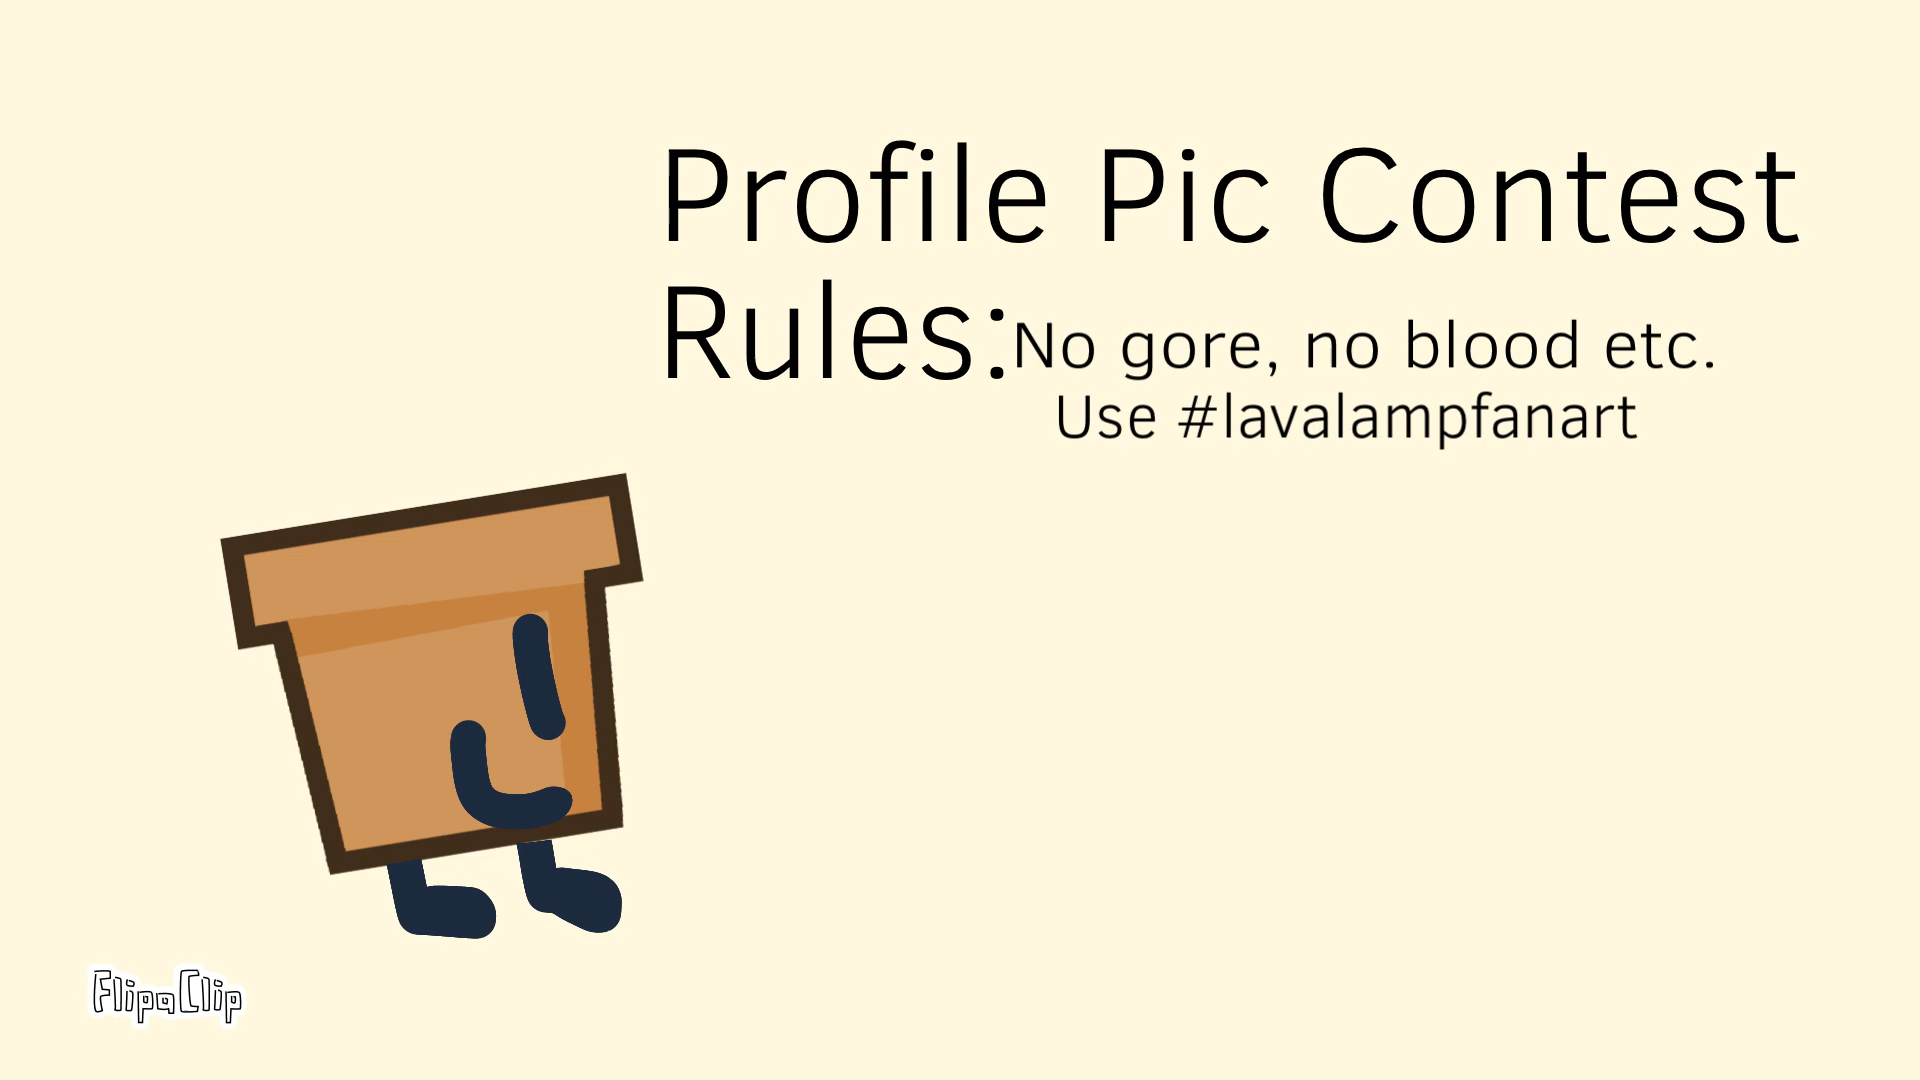 Profile Pic Contest
Rules:No gore, no blood etc.
Use #lavalampfanart
FlipaClip